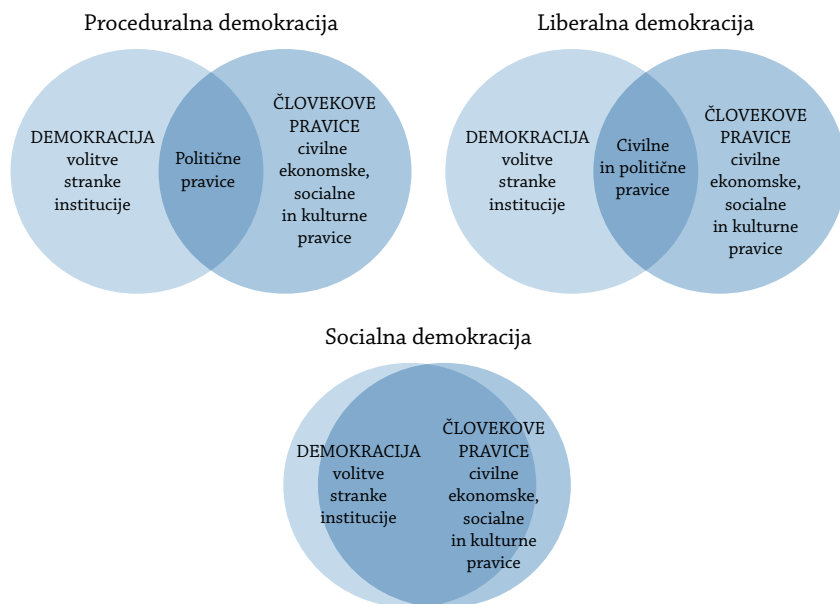 Proceduralna demokracija
DEMOKRACIJA
volitve
stranke
institucije
Politične
pravice
ČLOVEKOVE
PRAVICE
civilne
ekonomske,
socialne
in kulturne
pravice
Liberalna demokracija
DEMOKRACIJA
volitve
stranke
institucije
Civilne
in politične
pravice
ČLOVEKOVE
PRAVICE
civilne
ekonomske,
socialne
in kulturne
pravice
Socialna demokracija
DEMOKRACIJA
volitve
stranke
institucije
ČLOVEKOVE
PRAVICE
civilne
ekonomske,
socialne
in kulturne
pravice